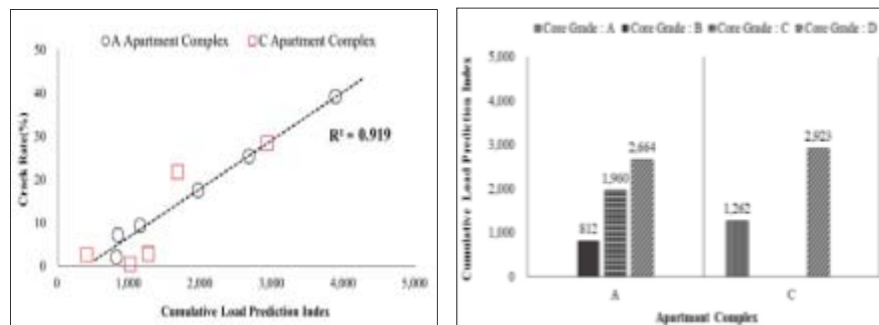 A Apartment Complex C Apartment Complex
50
40
30
20
10
0
Crack Rate(%)
R² = 0.919
0 1,000 2,000 3,000 4,000 5,000
Cumulative Load Prediction Index
Core Grade : A Core Grade : B Core Grade : C Core Grade : D
5,000
4,000
3,000
2,000
1,000
0
Cumulative Load Prediction Index
812
1,960
2,664
1,262
2,923
A C
Apartment Complex